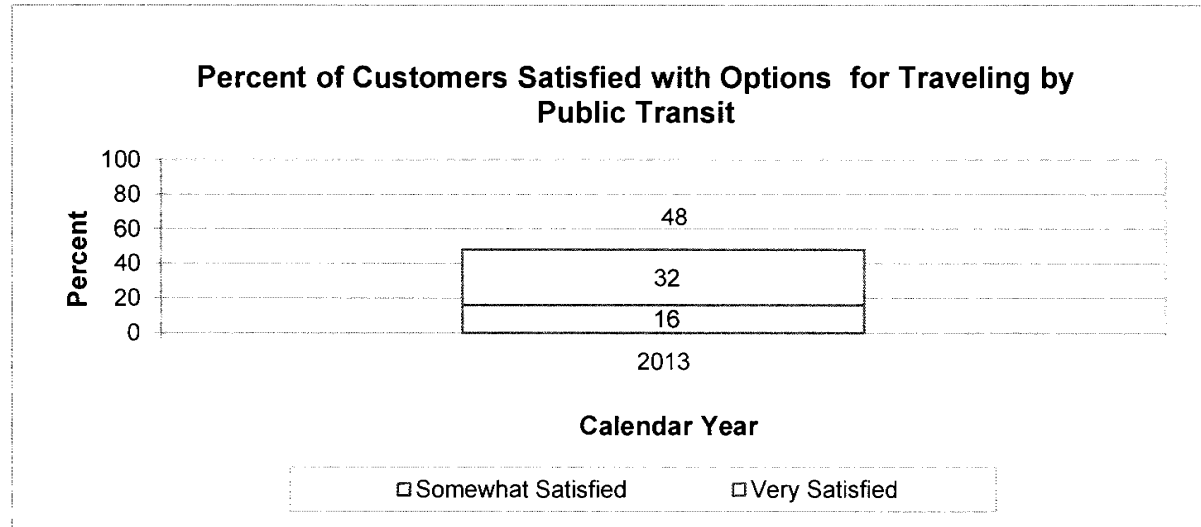 Percent of Customers Satisfied with Options for Traveling by
Public Transit
100
80
60
40
20
0
Percent
48
32
16
2013
Calendar Year
Somewhat Satisfied
Very Satisfied